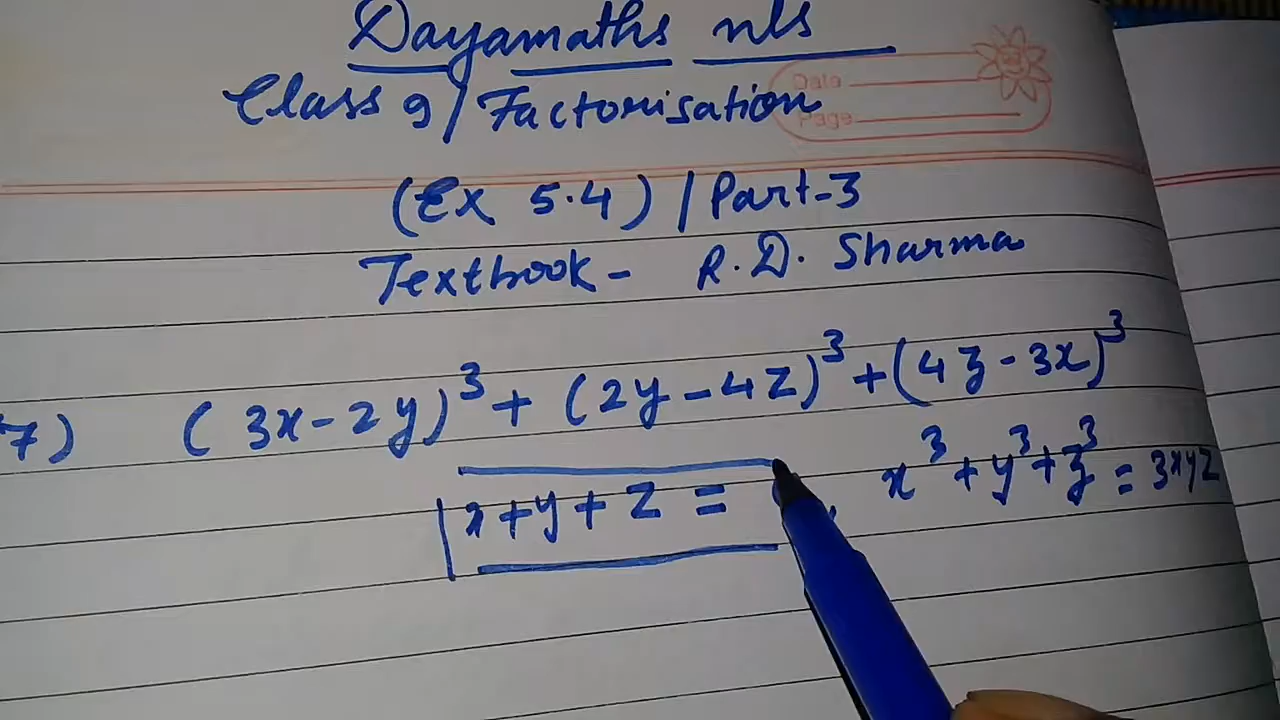 Dayamaths nls
Class 9/Factorisation
Date
Page
(Ex 5.4) / Part-3
Textbook - R.D. Sharma
7) (3x-2y)³ + (2y-4z)³ + (4z-3x)³
x³+y³+z³ = 3xyz
x+y+z =